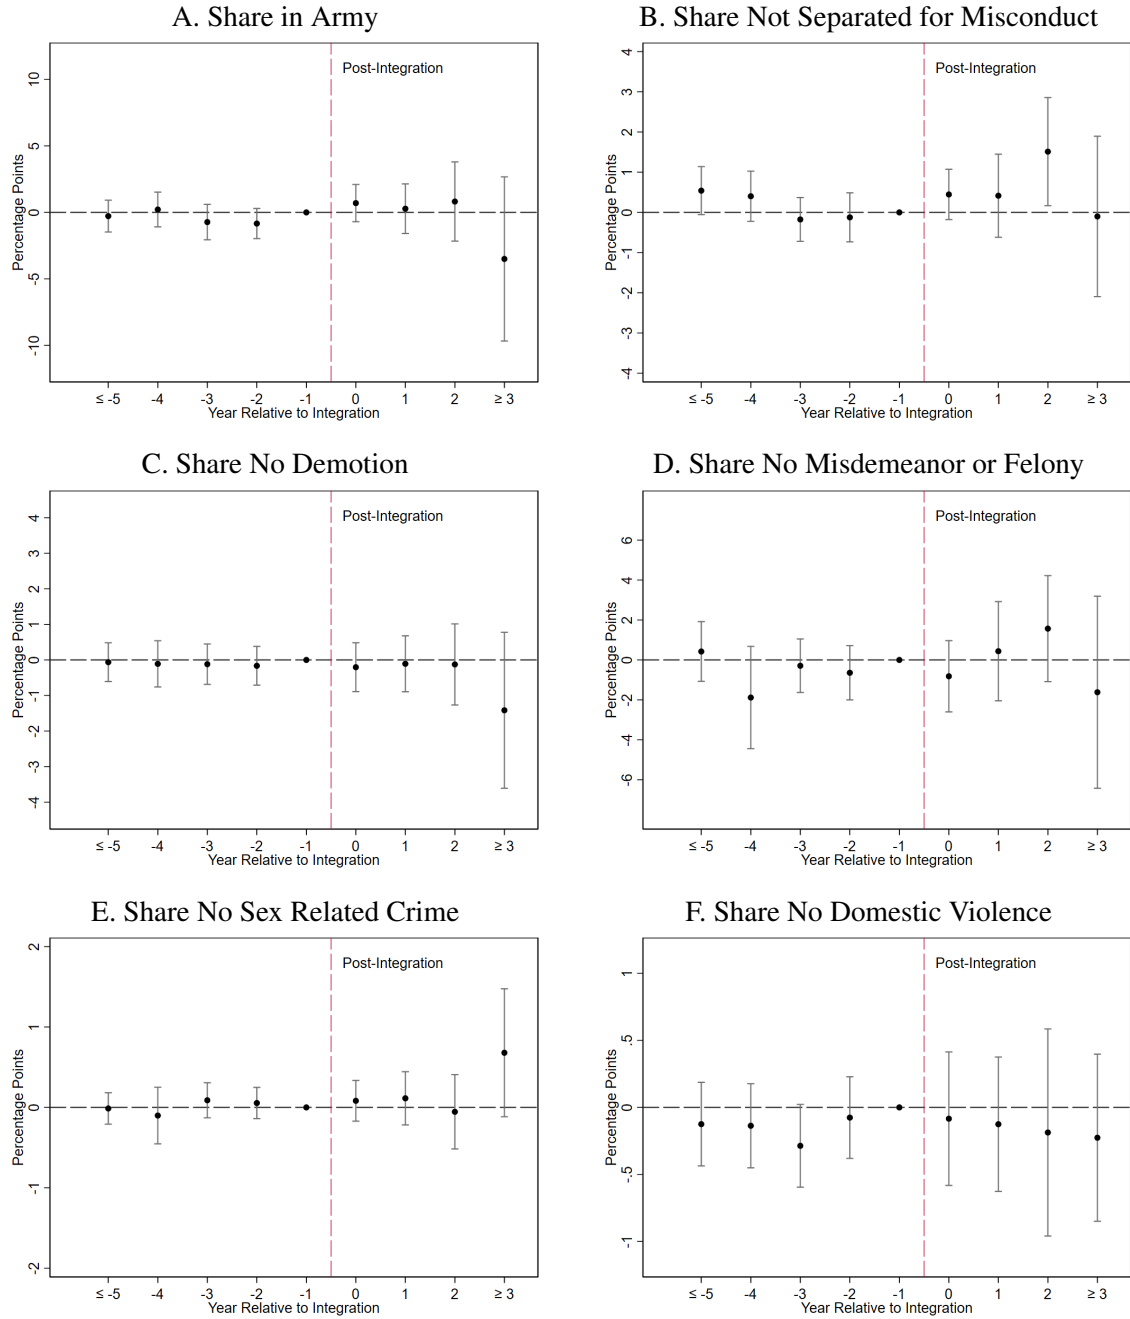 A. Share in Army
Post-Integration
Percentage Points
10
5
0
-5
-10
≤ -5 -4 -3 -2 -1 0 1 2 ≥ 3
Year Relative to Integration
B. Share Not Separated for Misconduct
Post-Integration
Percentage Points
4
3
2
1
0
-1
-2
-3
-4
≤ -5 -4 -3 -2 -1 0 1 2 ≥ 3
Year Relative to Integration
C. Share No Demotion
Post-Integration
Percentage Points
4
3
2
1
0
-1
-2
-3
-4
≤ -5 -4 -3 -2 -1 0 1 2 ≥ 3
Year Relative to Integration
D. Share No Misdemeanor or Felony
Post-Integration
Percentage Points
6
4
2
0
-2
-4
-6
≤ -5 -4 -3 -2 -1 0 1 2 ≥ 3
Year Relative to Integration
E. Share No Sex Related Crime
Post-Integration
Percentage Points
2
1
0
-1
-2
≤ -5 -4 -3 -2 -1 0 1 2 ≥ 3
Year Relative to Integration
F. Share No Domestic Violence
Post-Integration
Percentage Points
1
.5
0
-.5
-1
≤ -5 -4 -3 -2 -1 0 1 2 ≥ 3
Year Relative to Integration